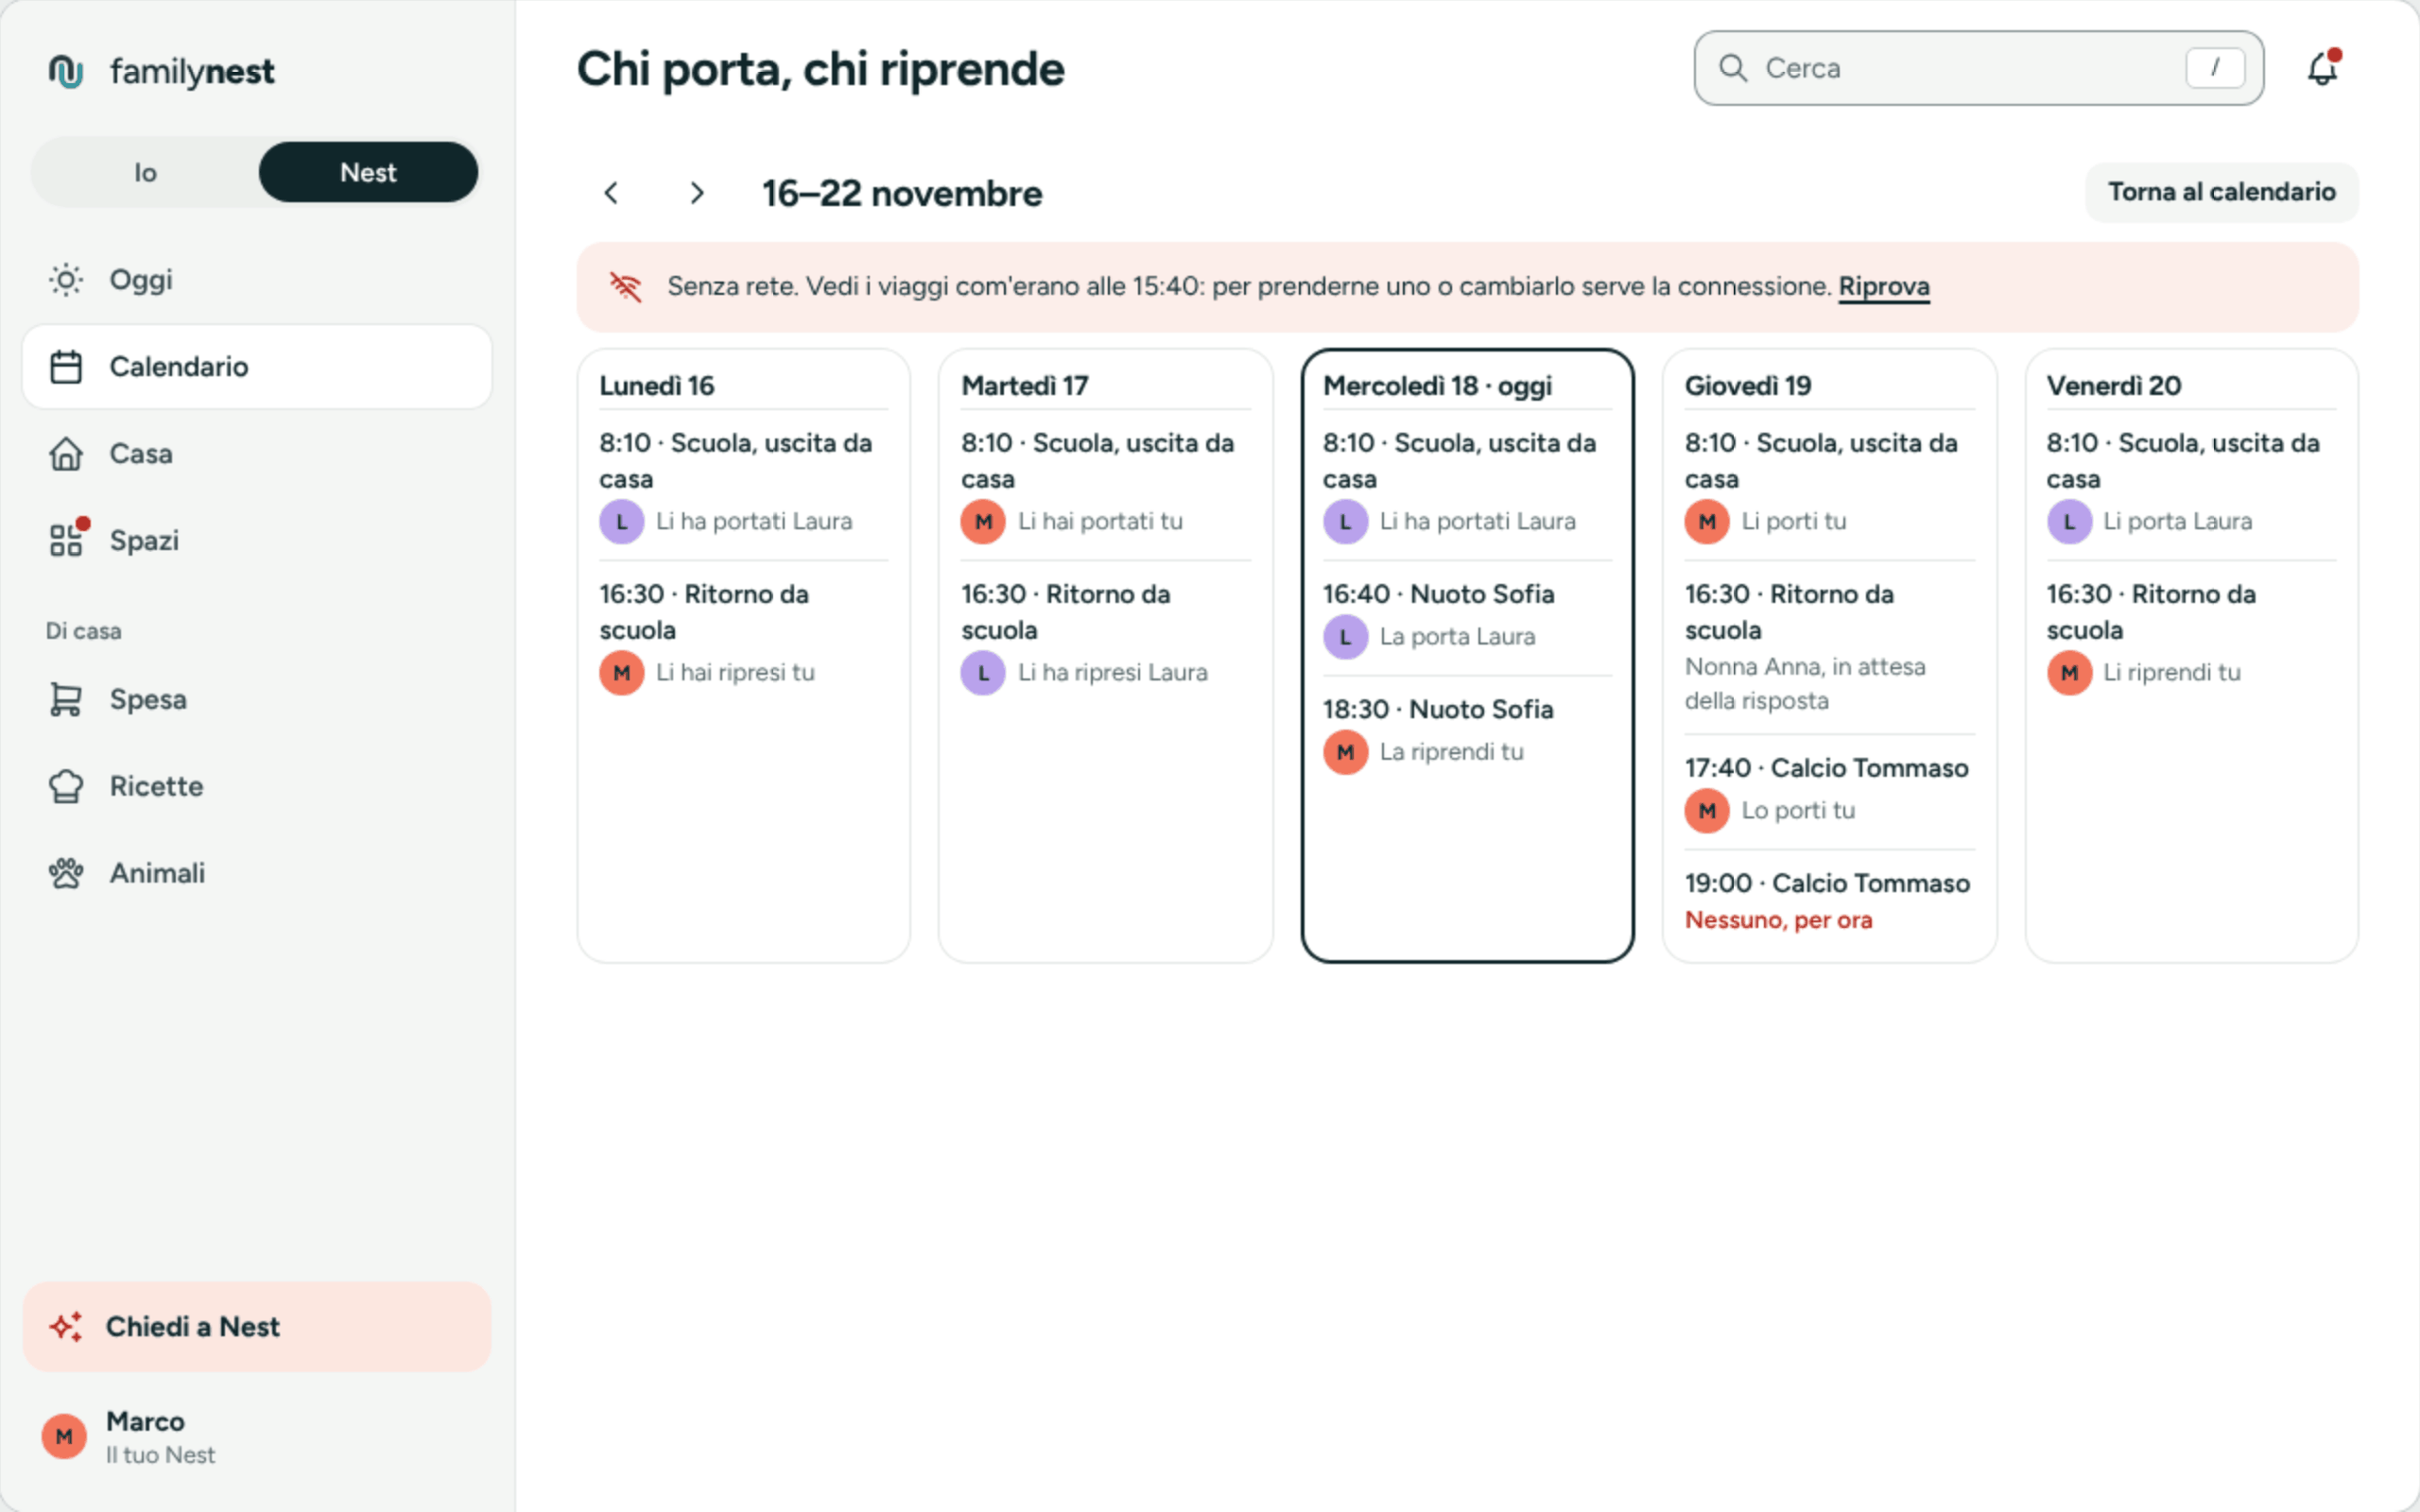 familynest
Io
Nest
Oggi
Calendario
Casa
Spazi
Di casa
Spesa
Ricette
Animali
Chiedi a Nest
M
Marco
Il tuo Nest
Chi porta, chi riprende
Cerca
/
16–22 novembre
Torna al calendario
Senza rete. Vedi i viaggi com'erano alle 15:40: per prenderne uno o cambiarlo serve la connessione. Riprova
Lunedì 16
8:10 · Scuola, uscita da
casa
L
Li ha portati Laura
16:30 · Ritorno da
scuola
M
Li hai ripresi tu
Martedì 17
8:10 · Scuola, uscita da
casa
M
Li hai portati tu
16:30 · Ritorno da
scuola
L
Li ha ripresi Laura
Mercoledì 18 · oggi
8:10 · Scuola, uscita da
casa
L
Li ha portati Laura
16:40 · Nuoto Sofia
L
La porta Laura
18:30 · Nuoto Sofia
M
La riprendi tu
Giovedì 19
8:10 · Scuola, uscita da
casa
M
Li porti tu
16:30 · Ritorno da
scuola
Nonna Anna, in attesa
della risposta
17:40 · Calcio Tommaso
M
Lo porti tu
19:00 · Calcio Tommaso
Nessuno, per ora
Venerdì 20
8:10 · Scuola, uscita da
casa
L
Li porta Laura
16:30 · Ritorno da
scuola
M
Li riprendi tu